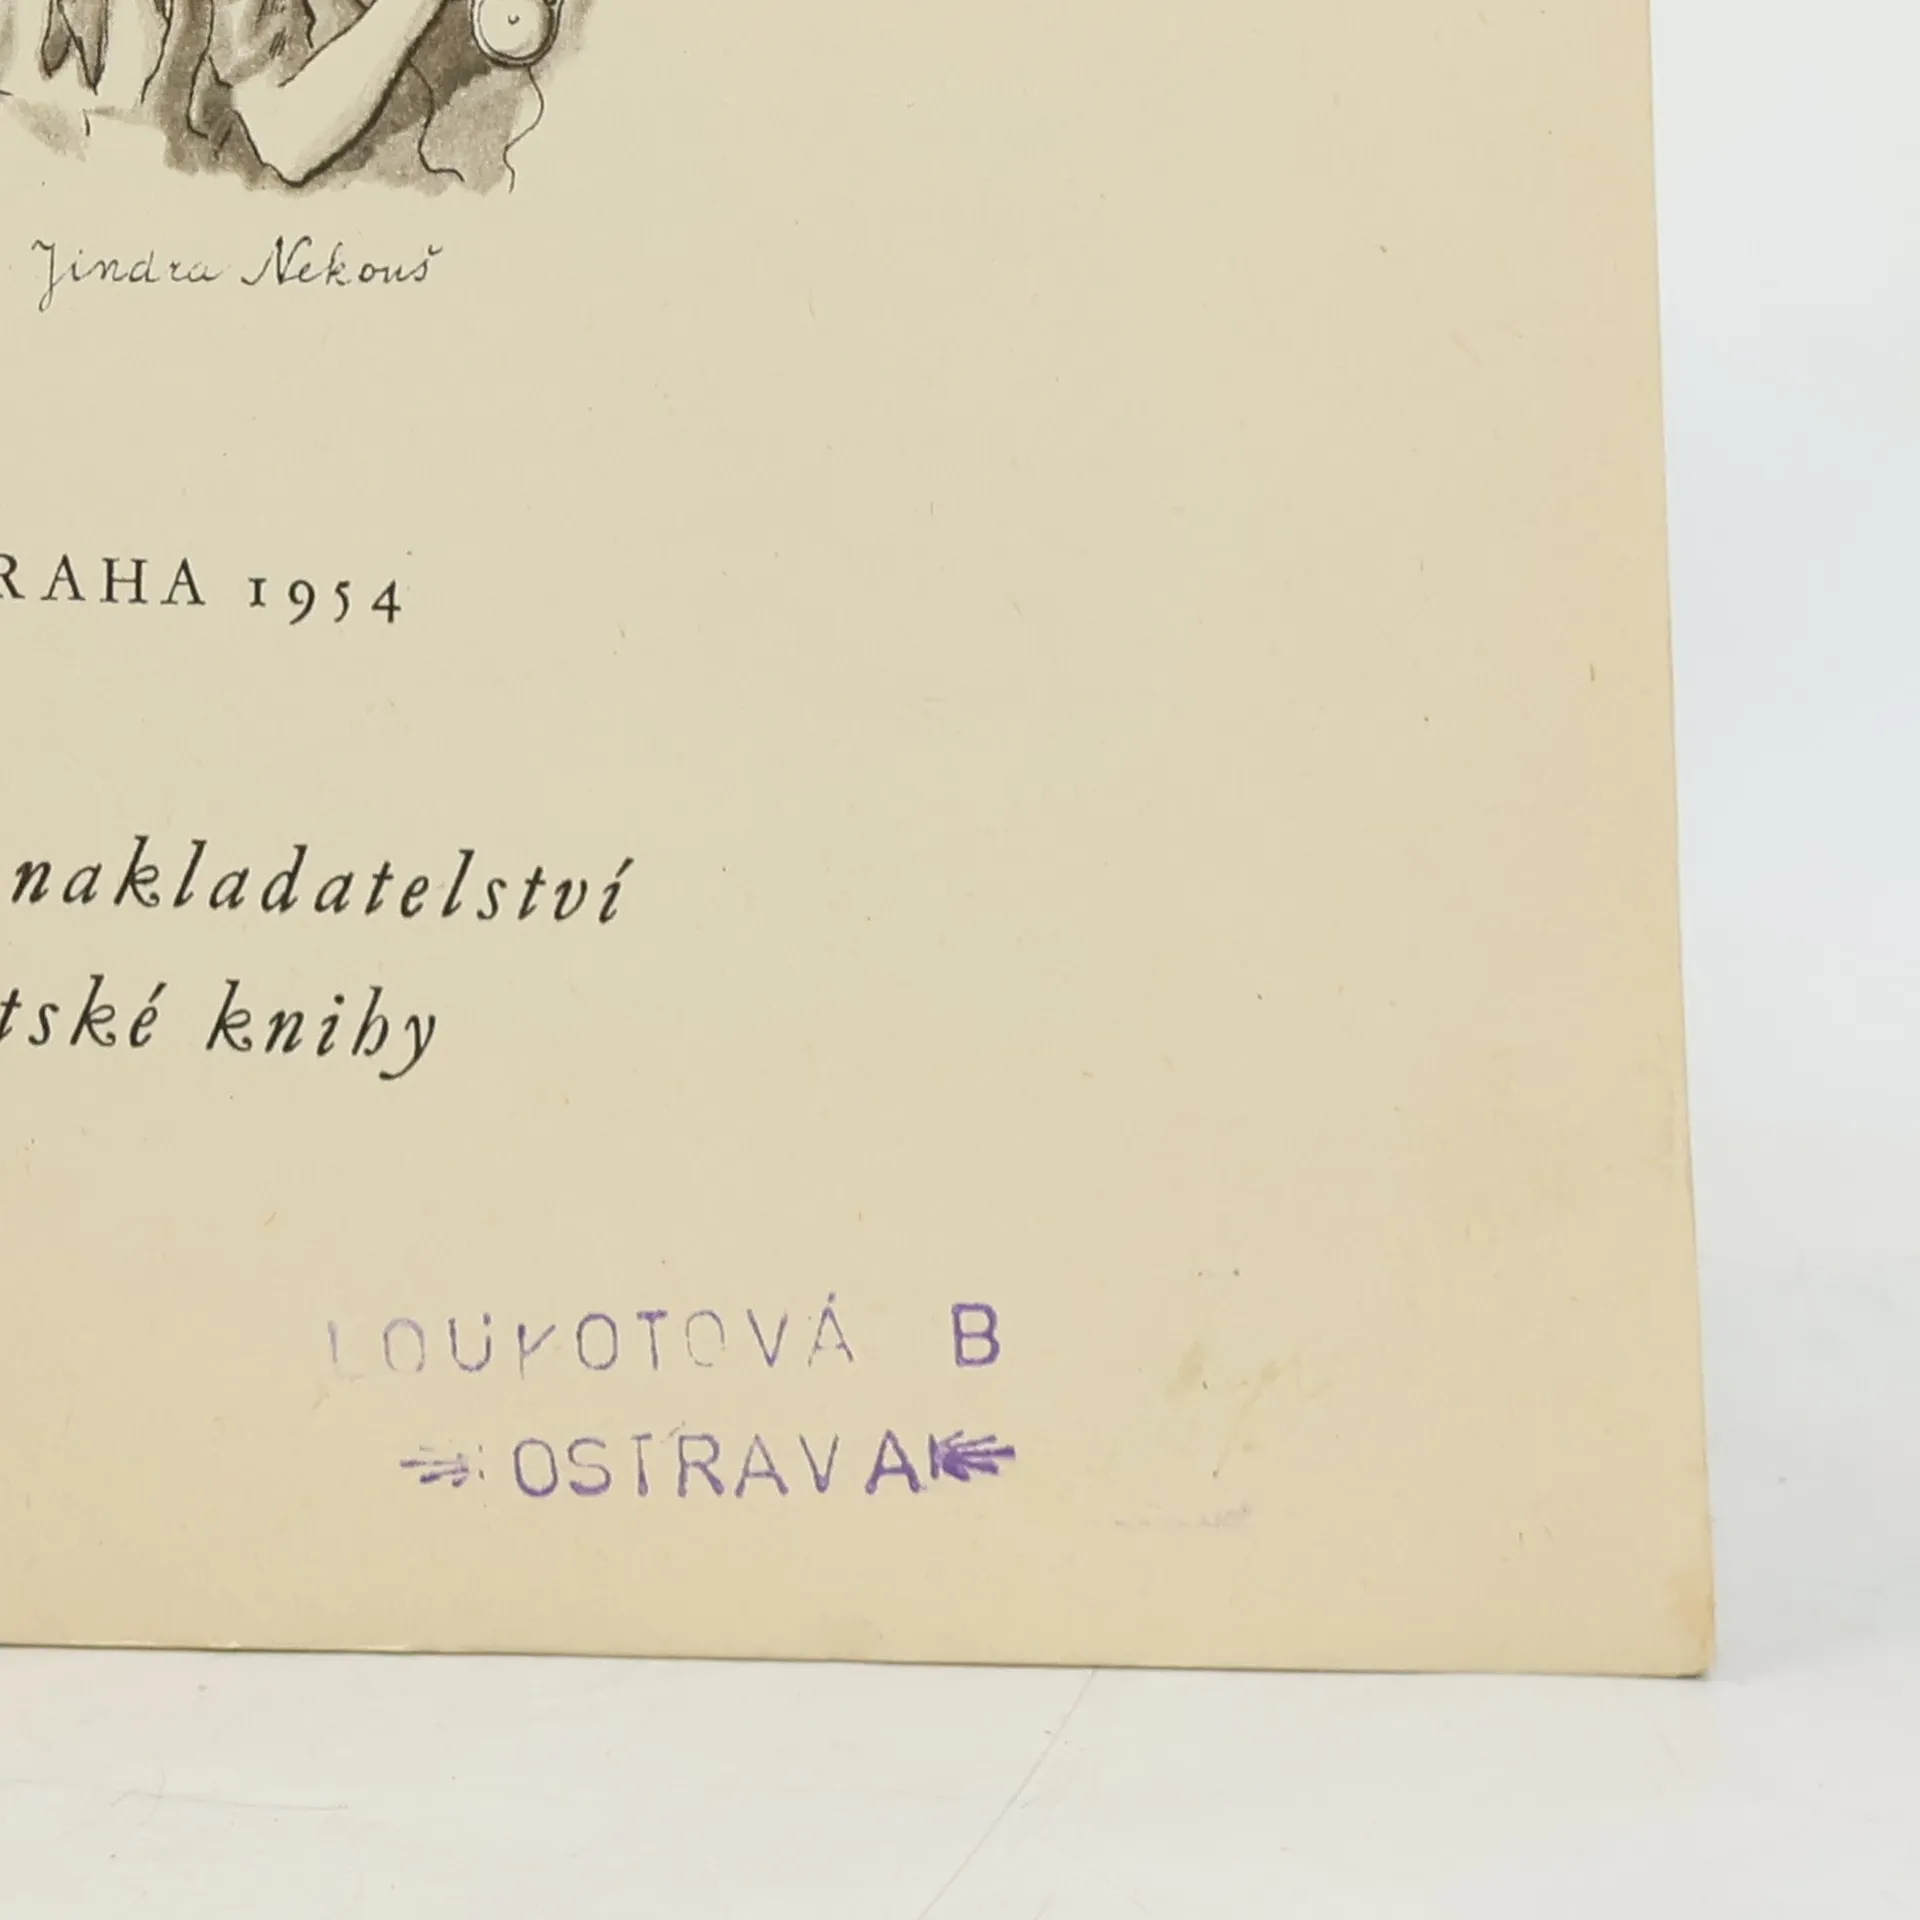 Jindra Nekouš
RAHA 1954
nakladatelství
tské knihy
LOUKOTOVÁ B
OSTRAVA